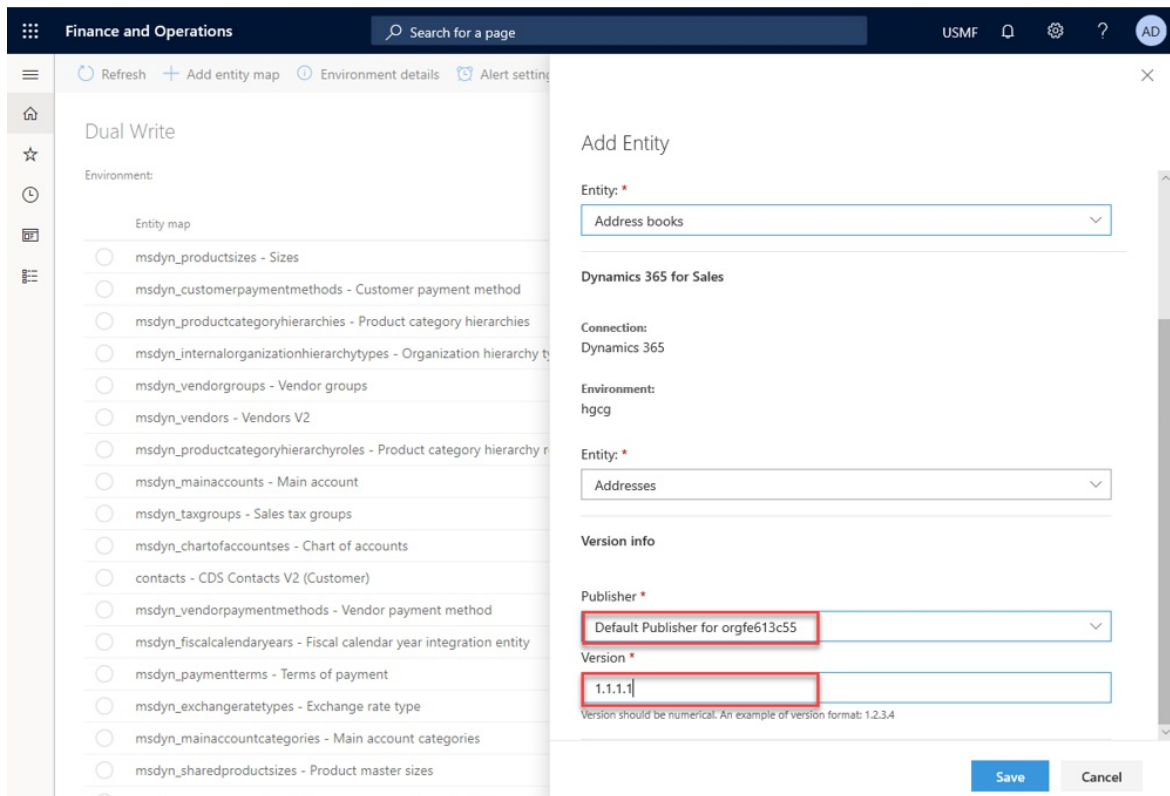 Finance and Operations
Search for a page
USMF
?
AD
Refresh
Add entity map
Environment details
Alert setting
Dual Write
Environment:
Entity map
msdyn_productsizes - Sizes
msdyn_customerpaymentmethods - Customer payment method
msdyn_productcategoryhierarchies - Product category hierarchies
msdyn_internalorganizationhierarchytypes - Organization hierarchy ty
msdyn_vendorgroups - Vendor groups
msdyn_vendors - Vendors V2
msdyn_productcategoryhierarchyroles - Product category hierarchy r
msdyn_mainaccounts - Main account
msdyn_taxgroups - Sales tax groups
msdyn_chartofaccountses - Chart of accounts
contacts - CDS Contacts V2 (Customer)
msdyn_vendorpaymentmethods - Vendor payment method
msdyn_fiscalcalendaryears - Fiscal calendar year integration entity
msdyn_paymentterms - Terms of payment
msdyn_exchangeratetypes - Exchange rate type
msdyn_mainaccountcategories - Main account categories
msdyn_sharedproductsizes - Product master sizes
Add Entity
Entity: *
Address books
Dynamics 365 for Sales
Connection:
Dynamics 365
Environment:
hgcg
Entity: *
Addresses
Version info
Publisher *
Default Publisher for orgfe613c55
Version *
1.1.1.1
Version should be numerical. An example of version format: 1.2.3.4
Save
Cancel